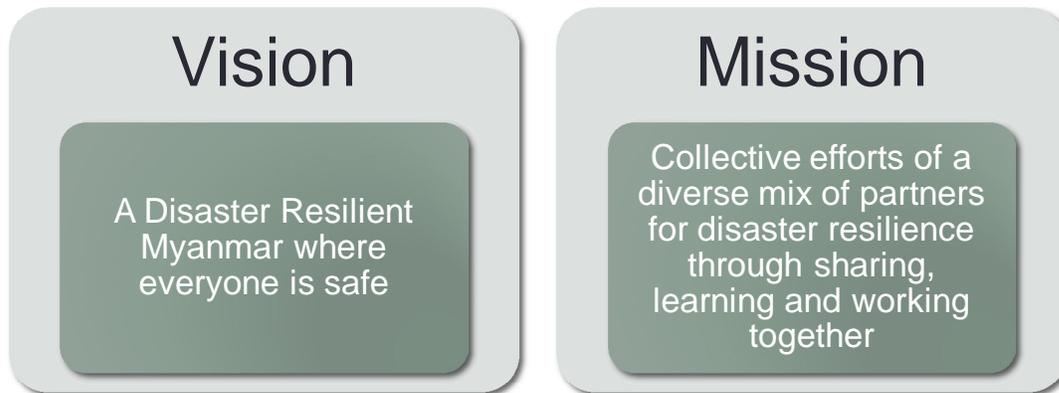 Vision
A Disaster Resilient
Myanmar where
everyone is safe
Mission
Collective efforts of a
diverse mix of partners
for disaster resilience
through sharing,
learning and working
together